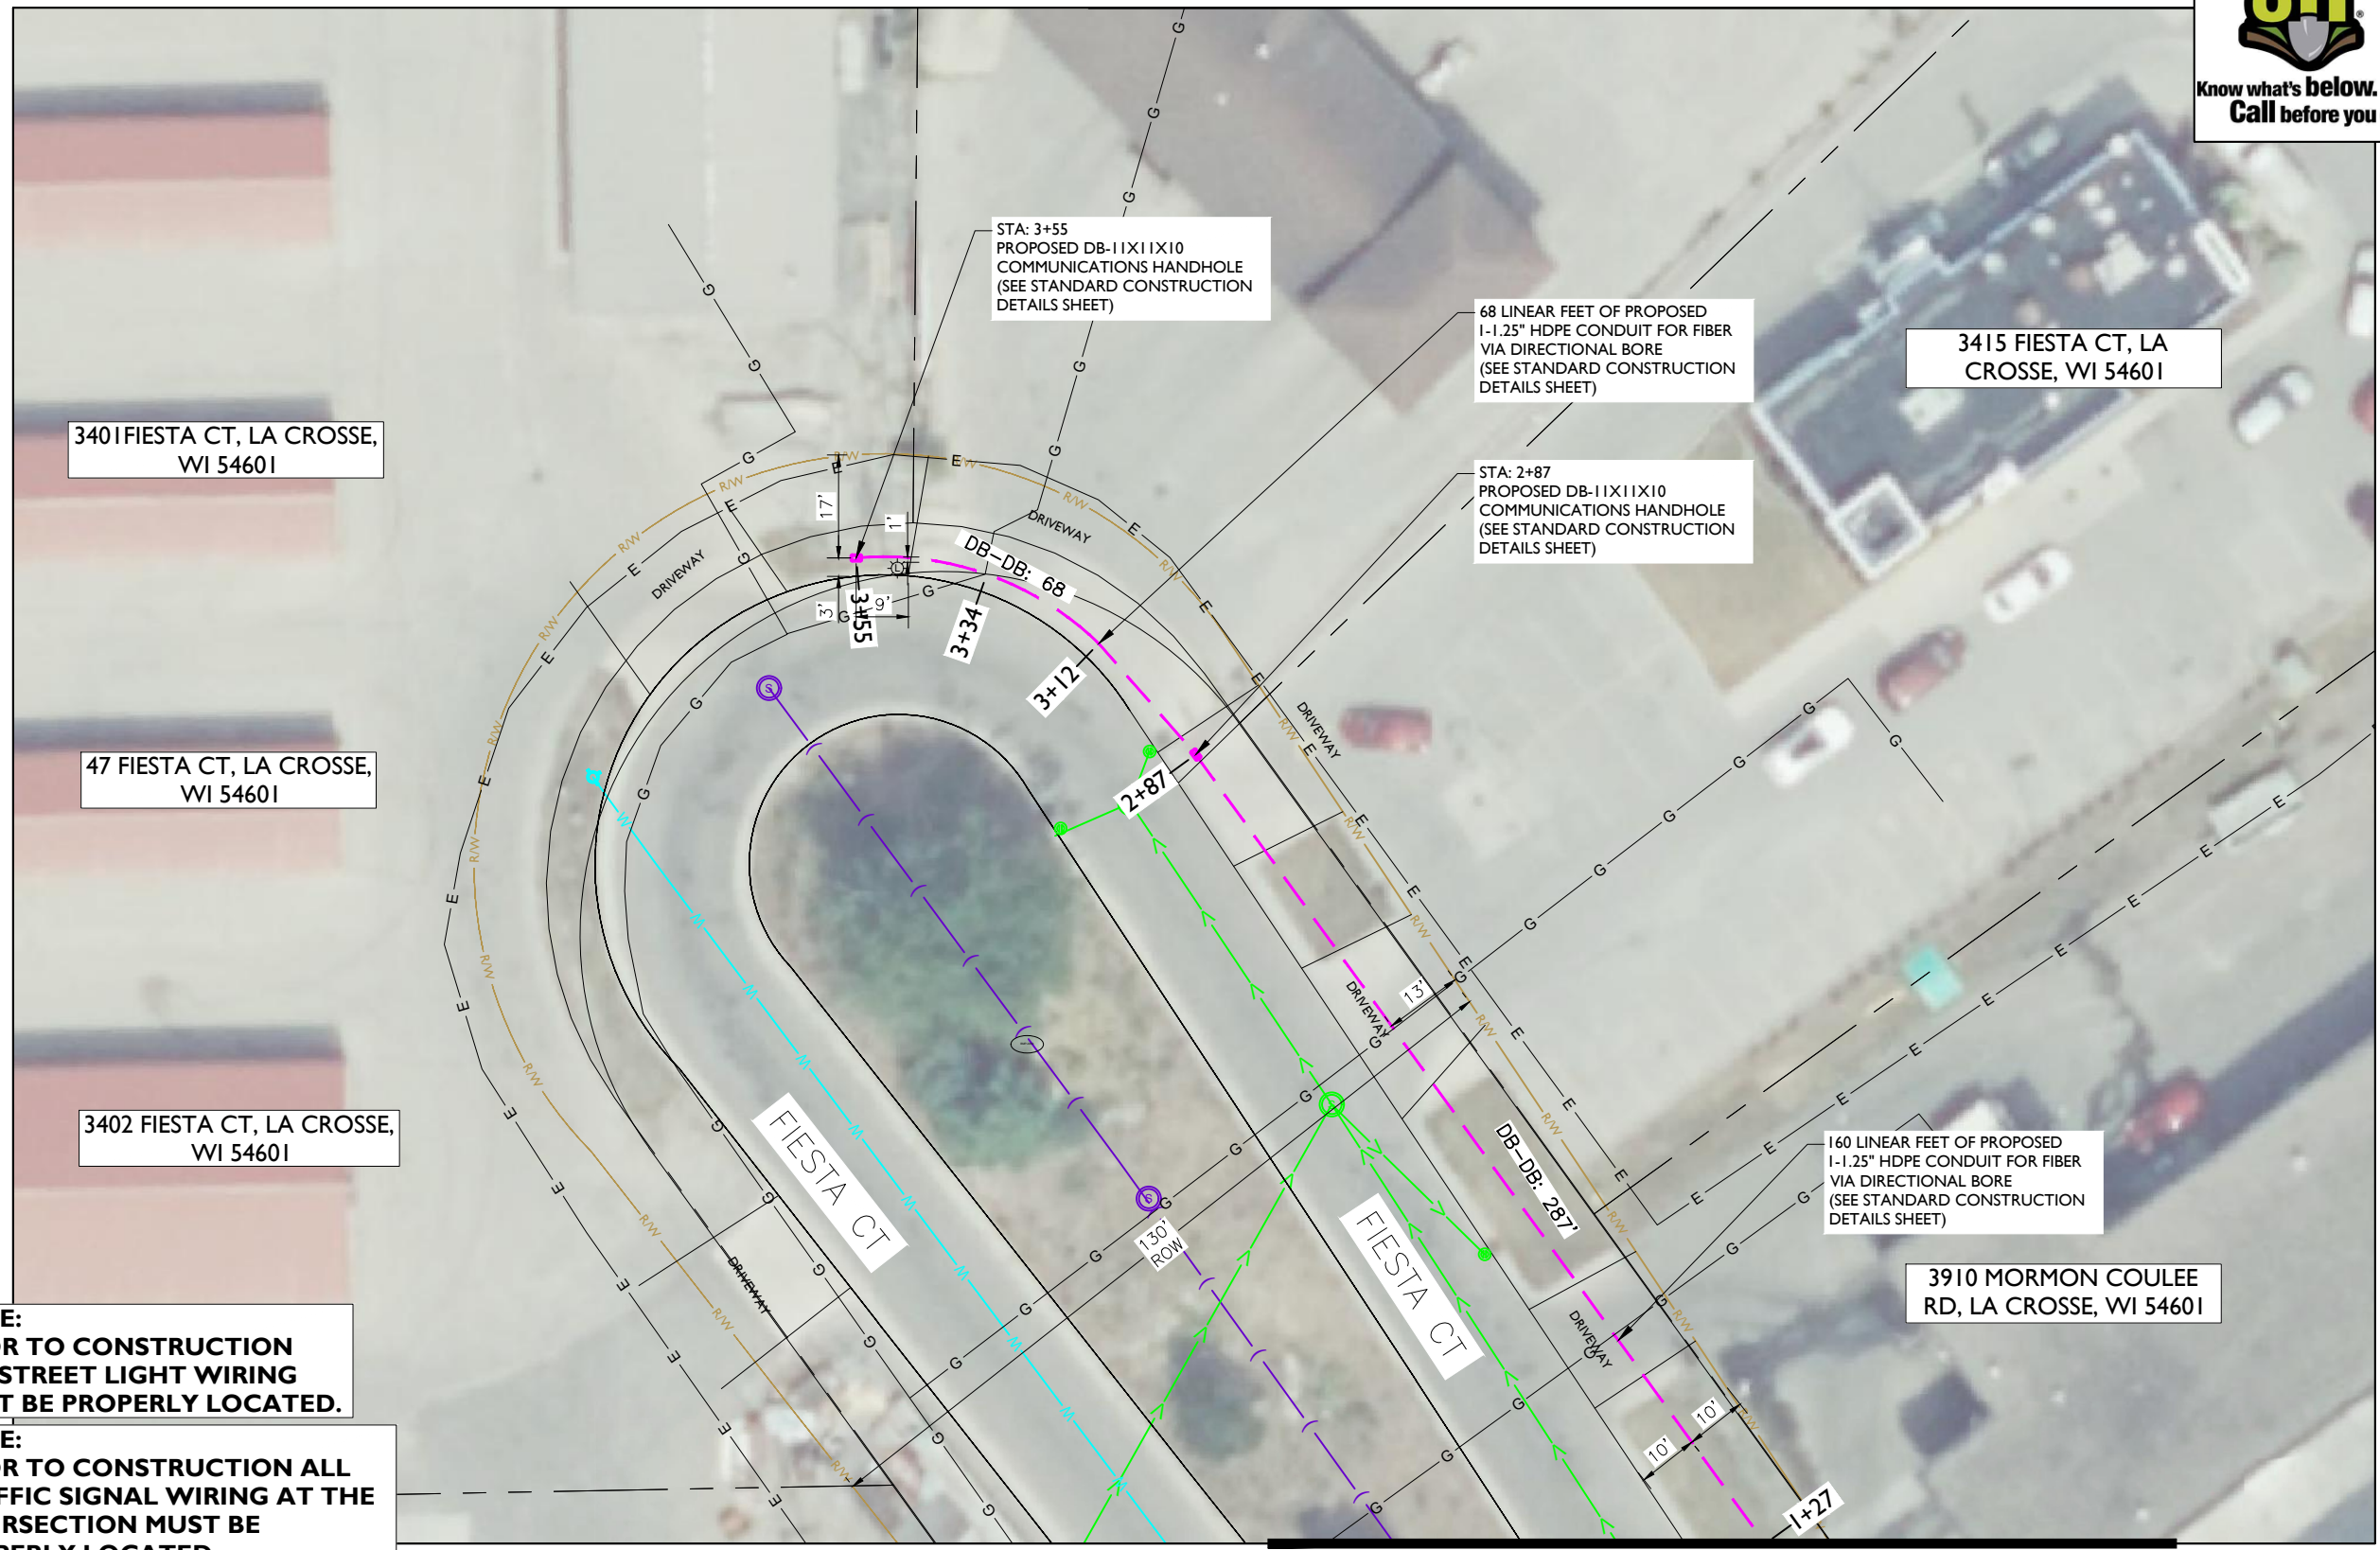 Know what's below.
Call before you
STA: 3+55
PROPOSED DB-11X11X10
COMMUNICATIONS HANDHOLE
(SEE STANDARD CONSTRUCTION
DETAILS SHEET)
68 LINEAR FEET OF PROPOSED
1-1.25" HDPE CONDUIT FOR FIBER
VIA DIRECTIONAL BORE
(SEE STANDARD CONSTRUCTION
DETAILS SHEET)
3415 FIESTA CT, LA
CROSSE, WI 54601
3401FIESTA CT, LA CROSSE,
WI 54601
STA: 2+87
PROPOSED DB-11X11X10
COMMUNICATIONS HANDHOLE
(SEE STANDARD CONSTRUCTION
DETAILS SHEET)
17'
1'
DRIVEWAY
DRIVEWAY
DB-DB: 68
3'
9'
3+55
3+34
3+12
DRIVEWAY
2+87
47 FIESTA CT, LA CROSSE,
WI 54601
13'
DRIVEWAY
3402 FIESTA CT, LA CROSSE,
WI 54601
FIESTA CT
DB-DB: 287'
160 LINEAR FEET OF PROPOSED
1-1.25" HDPE CONDUIT FOR FIBER
VIA DIRECTIONAL BORE
(SEE STANDARD CONSTRUCTION
DETAILS SHEET)
130'
ROW
FIESTA CT
DRIVEWAY
DRIVEWAY
3910 MORMON COULEE
RD, LA CROSSE, WI 54601
E:
R TO CONSTRUCTION
STREET LIGHT WIRING
T BE PROPERLY LOCATED.
10'
10'
E:
R TO CONSTRUCTION ALL
FFIC SIGNAL WIRING AT THE
RSECTION MUST BE
PERLY LOCATED
1+27